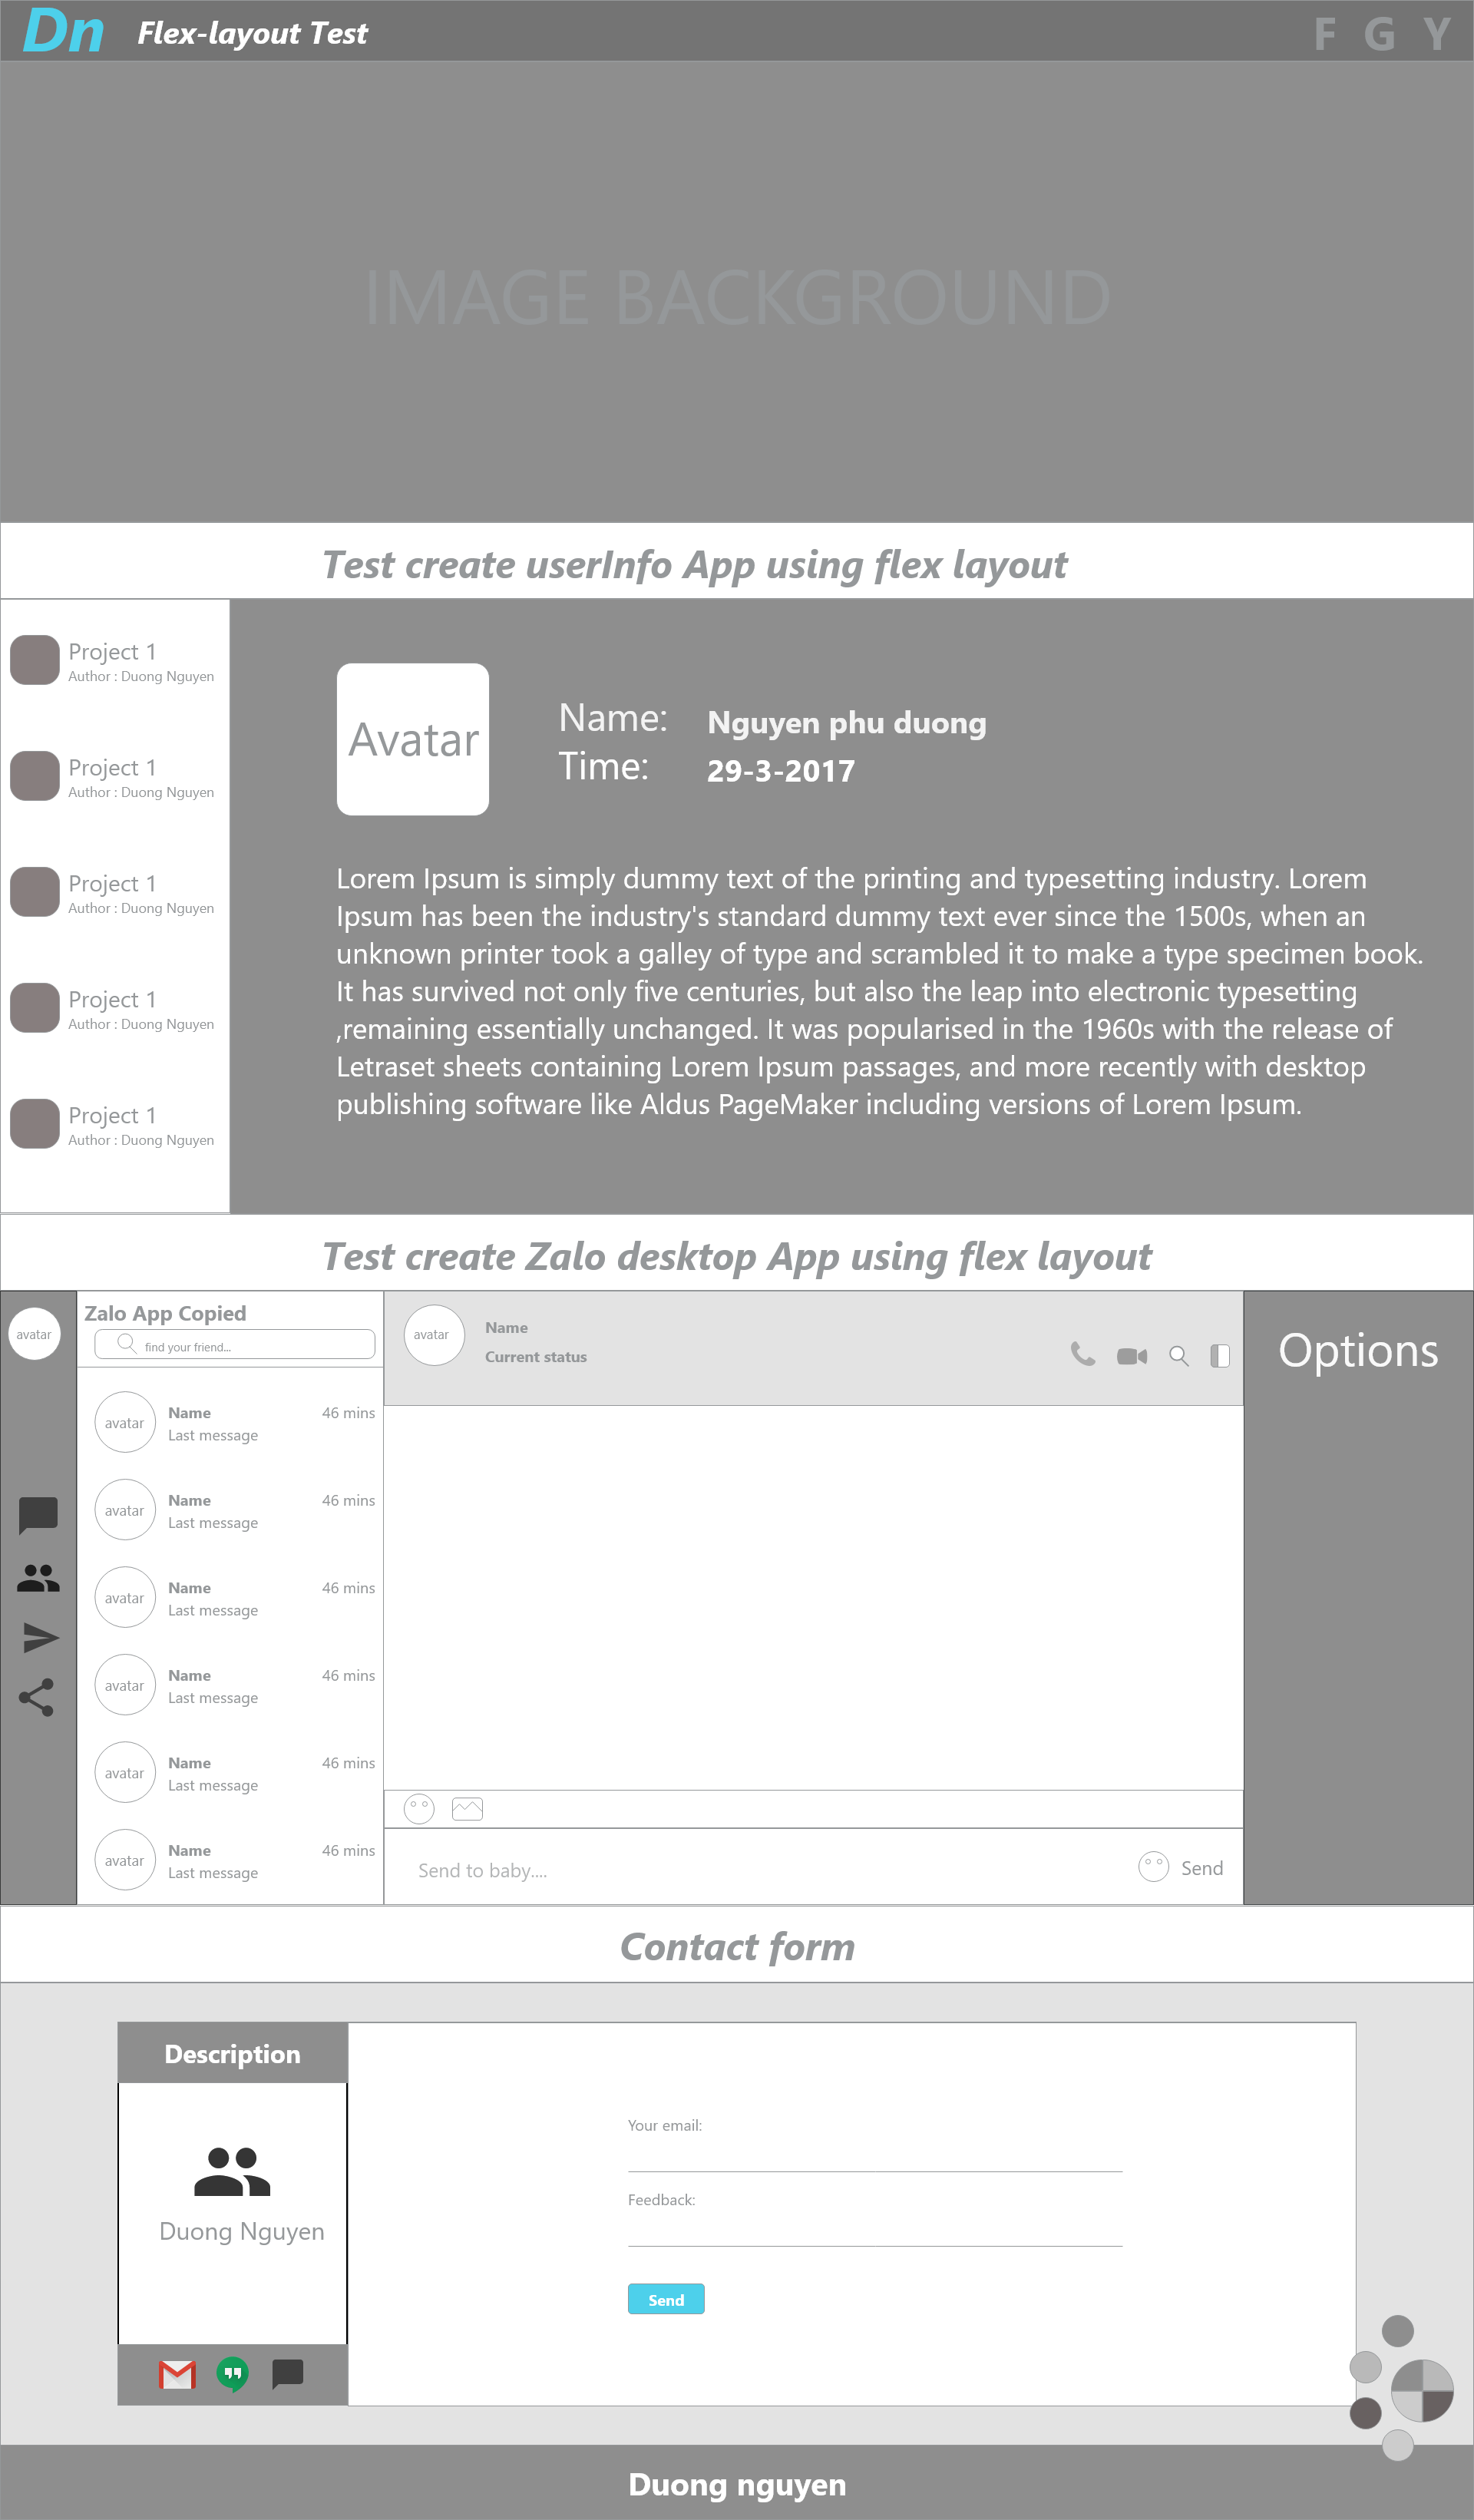 Dn Flex-layout Test F G Y
IMAGE BACKGROUND
Test create userInfo App using flex layout
Project 1
Author : Duong Nguyen
Project 1
Author : Duong Nguyen
Project 1
Author : Duong Nguyen
Project 1
Author : Duong Nguyen
Project 1
Author : Duong Nguyen
Avatar
Name: Nguyen phu duong
Time: 29-3-2017
Lorem Ipsum is simply dummy text of the printing and typesetting industry. Lorem
Ipsum has been the industry's standard dummy text ever since the 1500s, when an
unknown printer took a galley of type and scrambled it to make a type specimen book.
It has survived not only five centuries, but also the leap into electronic typesetting
,remaining essentially unchanged. It was popularised in the 1960s with the release of
Letraset sheets containing Lorem Ipsum passages, and more recently with desktop
publishing software like Aldus PageMaker including versions of Lorem Ipsum.
Test create Zalo desktop App using flex layout
avatar
Zalo App Copied
find your friend...
avatar
Name 46 mins
Last message
avatar
Name 46 mins
Last message
avatar
Name 46 mins
Last message
avatar
Name 46 mins
Last message
avatar
Name 46 mins
Last message
avatar
Name 46 mins
Last message
avatar
Name
Current status
Send to baby....
Send
Options
Contact form
Description
Duong Nguyen
Your email:
Feedback:
Send
Duong nguyen